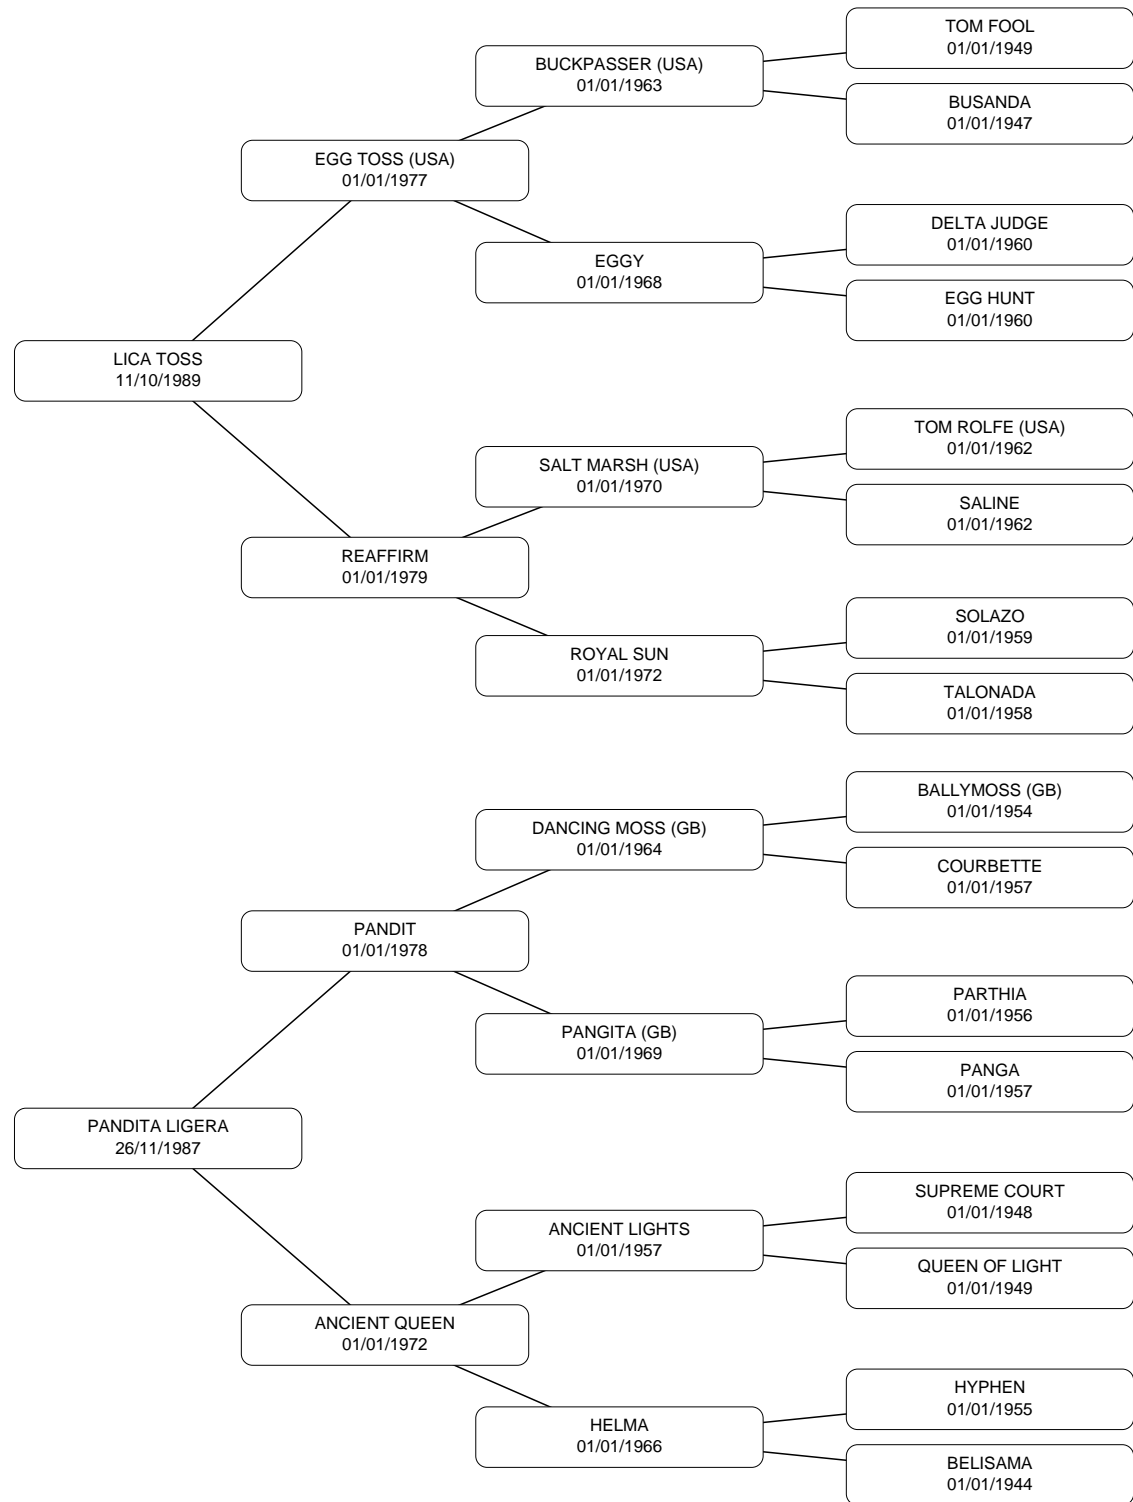 TOM FOOL
01/01/1949
BUCKPASSER (USA)
01/01/1963
BUSANDA
01/01/1947
EGG TOSS (USA)
01/01/1977
DELTA JUDGE
01/01/1960
EGGY
01/01/1968
EGG HUNT
01/01/1960
LICA TOSS
11/10/1989
TOM ROLFE (USA)
01/01/1962
SALT MARSH (USA)
01/01/1970
SALINE
01/01/1962
REAFFIRM
01/01/1979
SOLAZO
01/01/1959
ROYAL SUN
01/01/1972
TALONADA
01/01/1958
BALLYMOSS (GB)
01/01/1954
DANCING MOSS (GB)
01/01/1964
COURBETTE
01/01/1957
PANDIT
01/01/1978
PARTHIA
01/01/1956
PANGITA (GB)
01/01/1969
PANGA
01/01/1957
PANDITA LIGERA
26/11/1987
SUPREME COURT
01/01/1948
ANCIENT LIGHTS
01/01/1957
QUEEN OF LIGHT
01/01/1949
ANCIENT QUEEN
01/01/1972
HYPHEN
01/01/1955
HELMA
01/01/1966
BELISAMA
01/01/1944